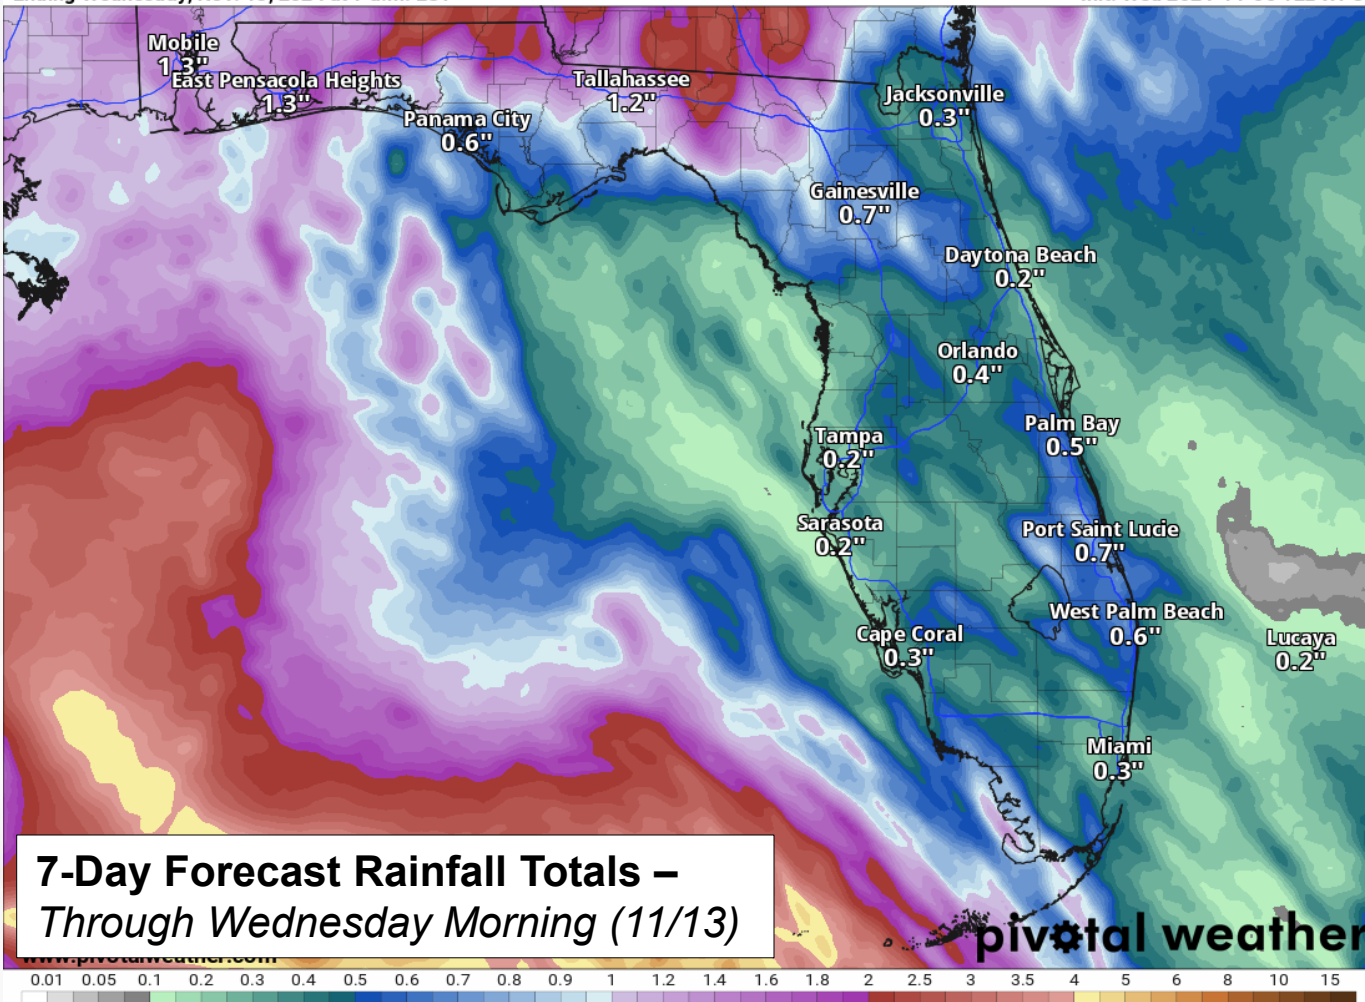 Mobile
1.3"
East Pensacola Heights
1.3"
Tallahassee
1.2"
Panama City
0.6"
Jacksonville
0.3"
Gainesville
0.7"
Daytona Beach
0.2"
Orlando
0.4"
Palm Bay
0.5"
Tampa
0.2"
Sarasota
0.2"
Port Saint Lucie
0.7"
West Palm Beach
0.6"
Cape Coral
0.3"
Lucaya
0.2"
Miami
0.3"
7-Day Forecast Rainfall Totals –
Through Wednesday Morning (11/13)
pivotal weather
www.pivotalweather.com
0.01 0.05 0.1 0.2 0.3 0.4 0.5 0.6 0.7 0.8 0.9 1 1.2 1.4 1.6 1.8 2 2.5 3 3.5 4 5 6 8 10 15